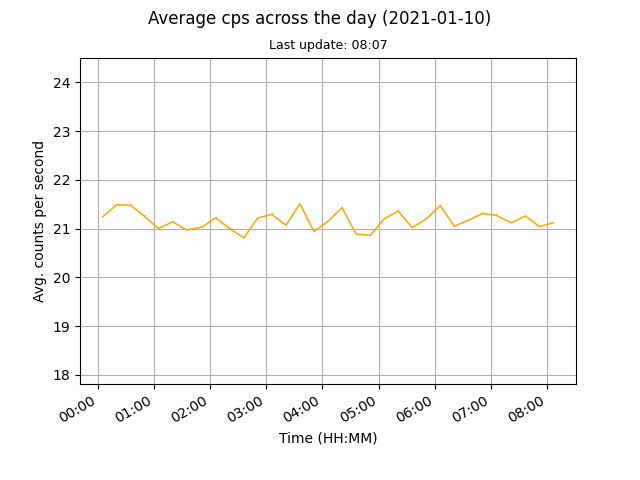 Average cps across the day (2021-01-10)
Last update: 08:07
24
23
22
21
20
19
18
Avg. counts per second
00:00 01:00 02:00 03:00 04:00 05:00 06:00 07:00 08:00
Time (HH:MM)